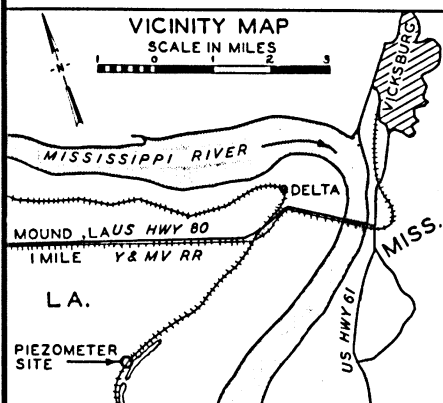 VICINITY MAP
SCALE IN MILES
1 0 1 2 3
N
VICKSBURG
MISSISSIPPI RIVER
DELTA
MOUND, LA US HWY 80
1 MILE Y & MV RR
MISS.
LA.
US HWY 61
PIEZOMETER
SITE